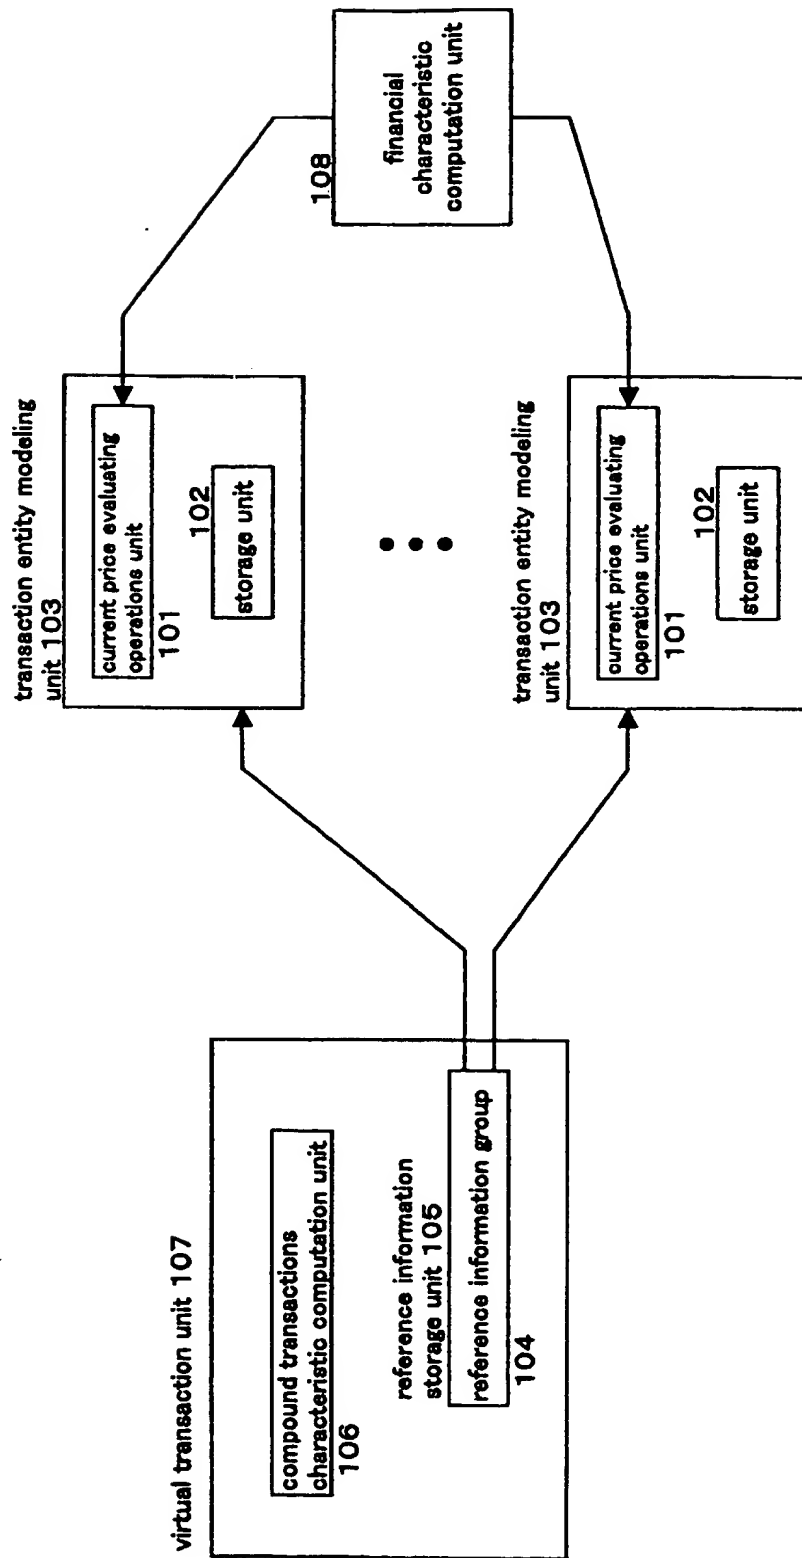 virtual transaction unit 107
compound transactions
characteristic computation unit
106
reference information
storage unit 105
reference information group
104
transaction entity modeling
unit 103
current price evaluating
operations unit
101
102
storage unit
transaction entity modeling
unit 103
current price evaluating
operations unit
101
102
storage unit
108
financial
characteristic
computation unit